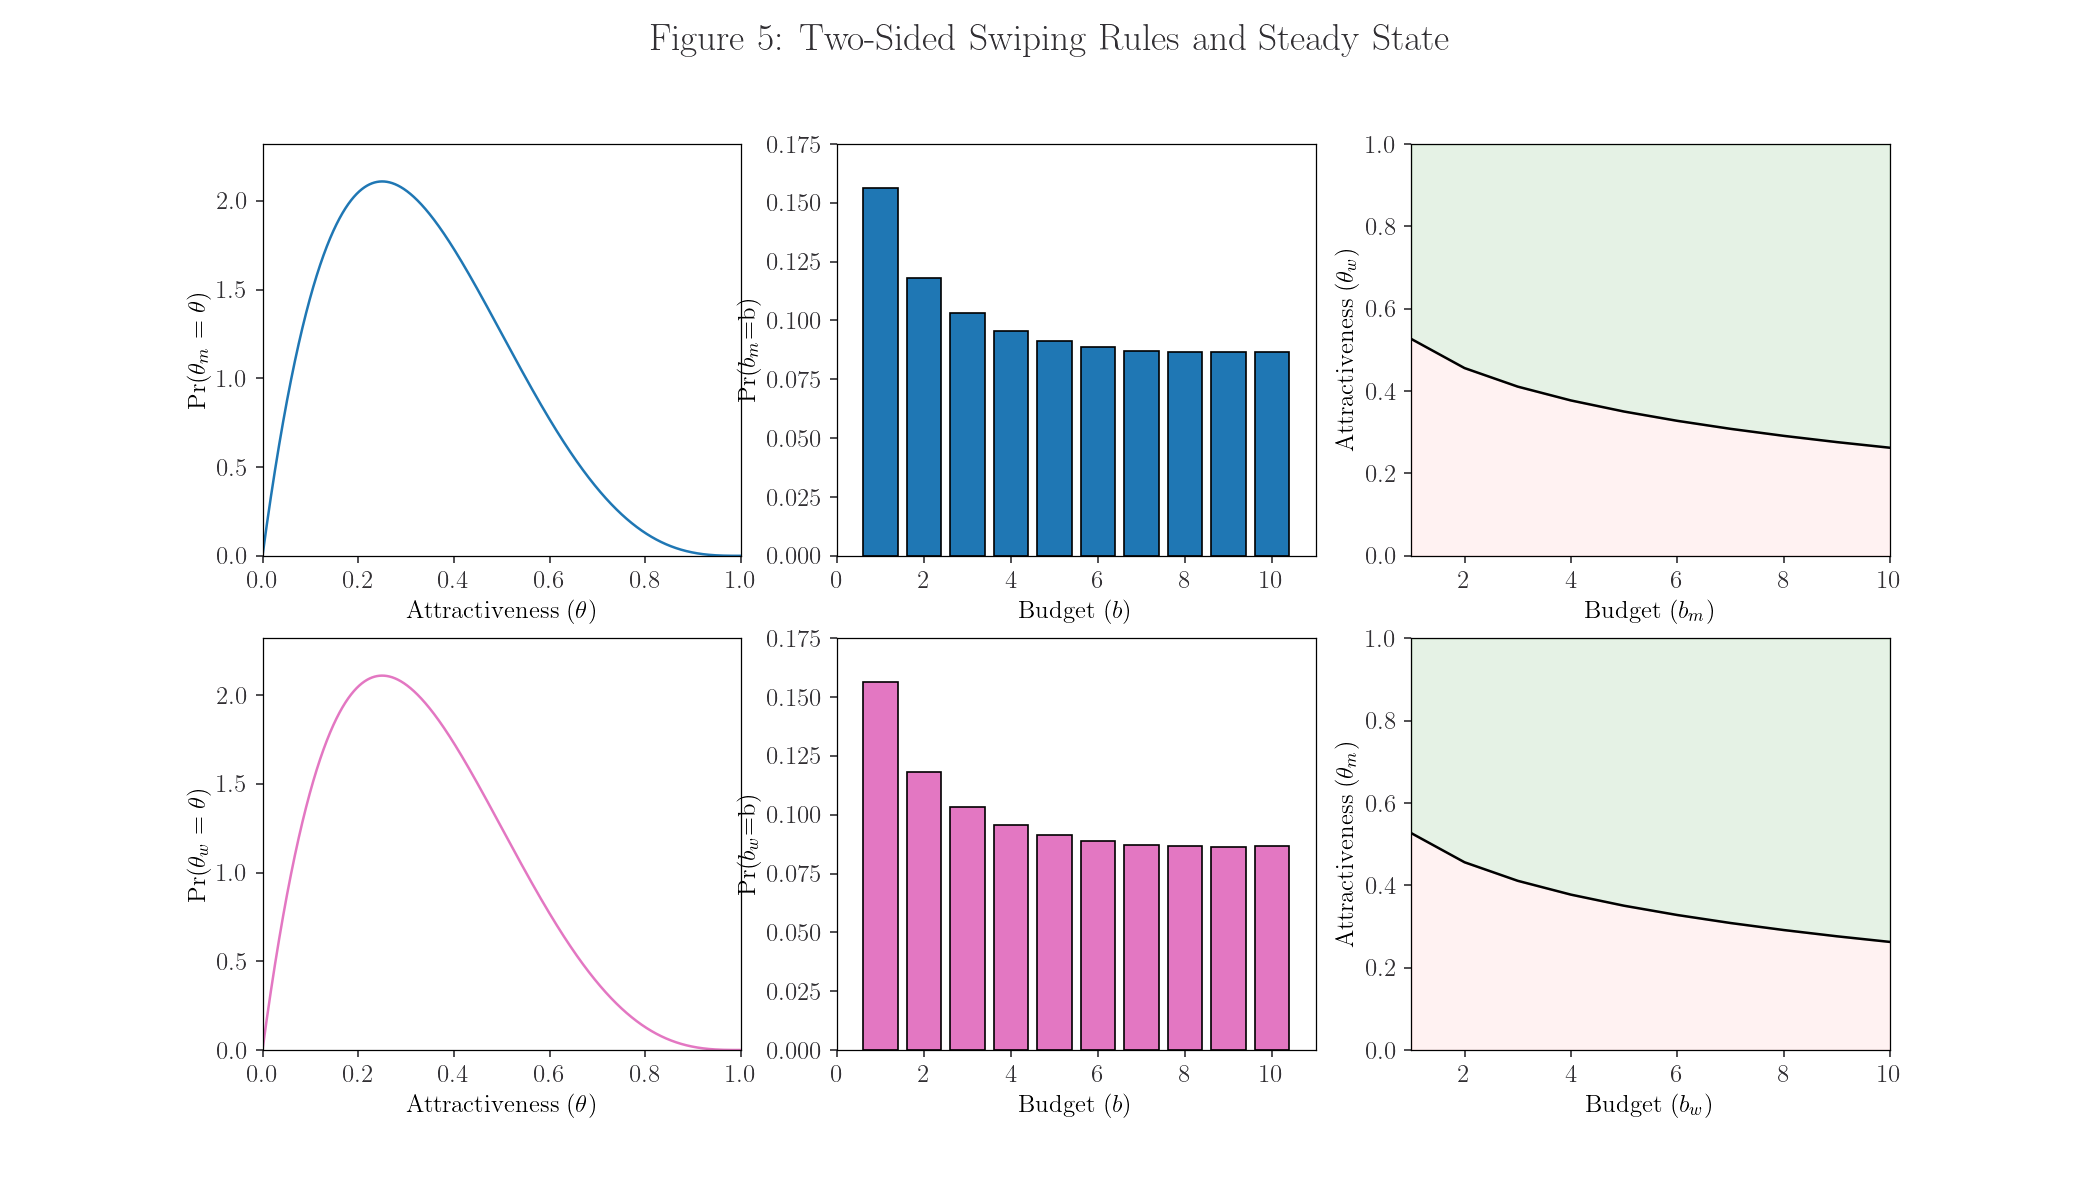 Figure 5: Two-Sided Swiping Rules and Steady State
Pr(θ_m = θ)
2.0
1.5
1.0
0.5
0.0
0.0 0.2 0.4 0.6 0.8 1.0
Attractiveness (θ)
Pr(b_m=b)
0.175
0.150
0.125
0.100
0.075
0.050
0.025
0.000
0 2 4 6 8 10
Budget (b)
Attractiveness (θ_w)
1.0
0.8
0.6
0.4
0.2
0.0
2 4 6 8 10
Budget (b_m)
Pr(θ_w = θ)
2.0
1.5
1.0
0.5
0.0
0.0 0.2 0.4 0.6 0.8 1.0
Attractiveness (θ)
Pr(b_w=b)
0.175
0.150
0.125
0.100
0.075
0.050
0.025
0.000
0 2 4 6 8 10
Budget (b)
Attractiveness (θ_m)
1.0
0.8
0.6
0.4
0.2
0.0
2 4 6 8 10
Budget (b_w)